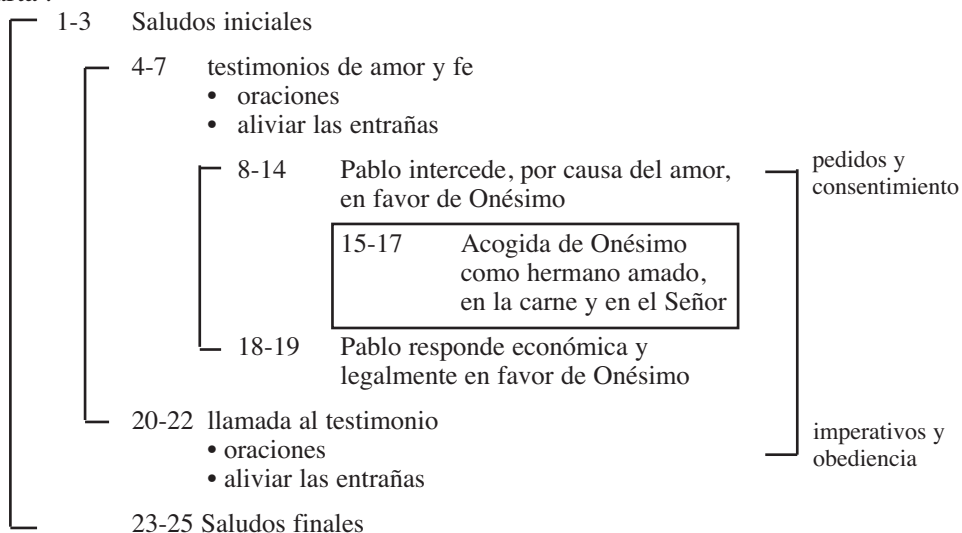 1-3 Saludos iniciales
4-7 testimonios de amor y fe
• oraciones
• aliviar las entrañas
8-14 Pablo intercede, por causa del amor,
en favor de Onésimo
pedidos y
consentimiento
15-17 Acogida de Onésimo
como hermano amado,
en la carne y en el Señor
18-19 Pablo responde económica y
legalmente en favor de Onésimo
20-22 llamada al testimonio
• oraciones
• aliviar las entrañas
imperativos y
obediencia
23-25 Saludos finales